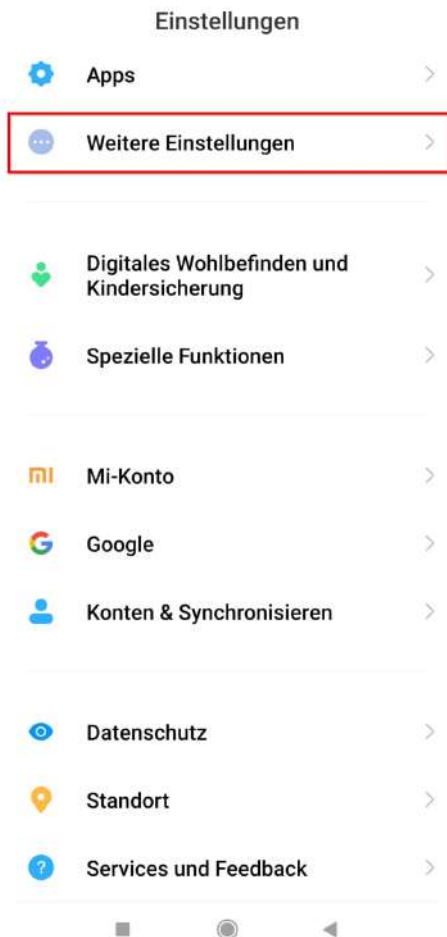 Einstellungen
Apps
Weitere Einstellungen
Digitales Wohlbefinden und
Kindersicherung
Spezielle Funktionen
mi Mi-Konto
G Google
Konten & Synchronisieren
Datenschutz
Standort
? Services und Feedback